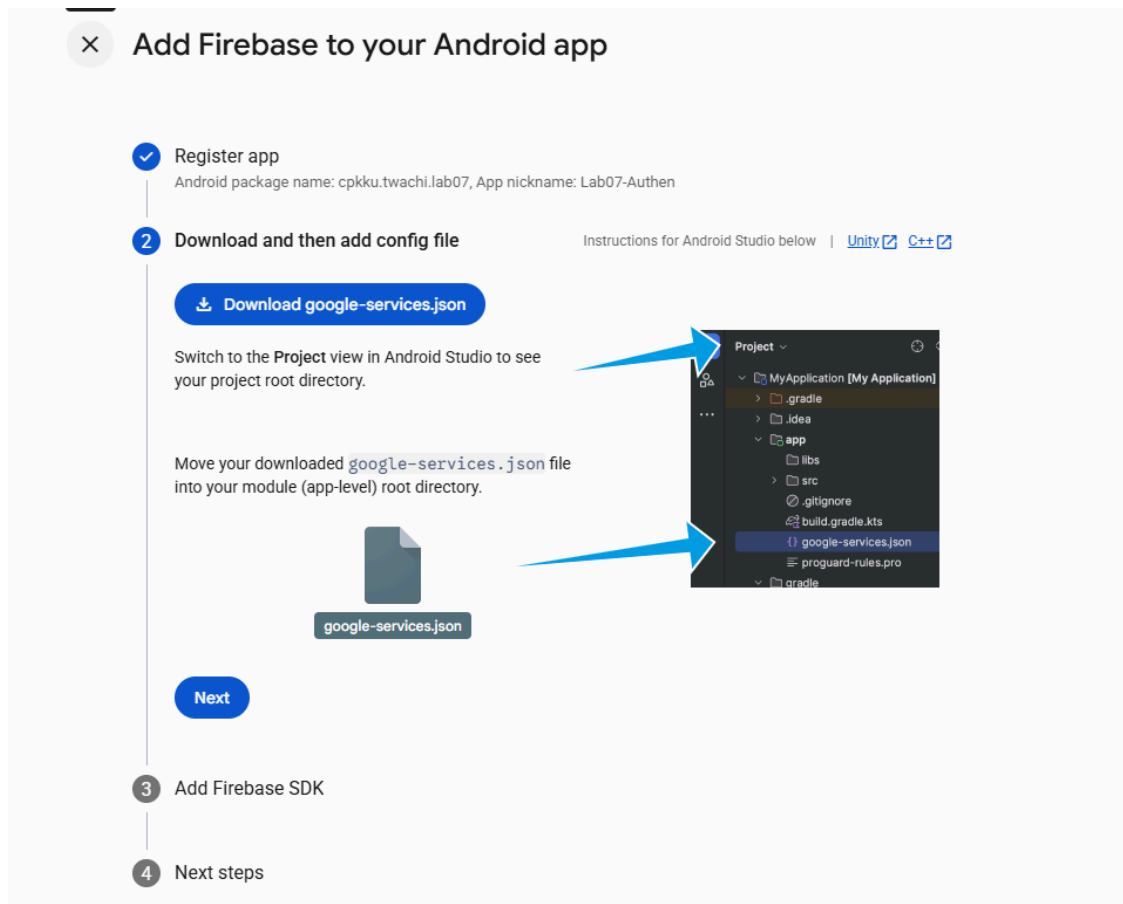 Add Firebase to your Android app
Register app
Android package name: cpkku.twachi.lab07, App nickname: Lab07-Authen
2
Download and then add config file
Instructions for Android Studio below | Unity C++
Download google-services.json
Switch to the Project view in Android Studio to see
your project root directory.
Move your downloaded google-services.json file
into your module (app-level) root directory.
google-services.json
Project
MyApplication [My Application]
.gradle
.idea
app
libs
src
.gitignore
build.gradle.kts
google-services.json
proguard-rules.pro
gradle
Next
3
Add Firebase SDK
4
Next steps